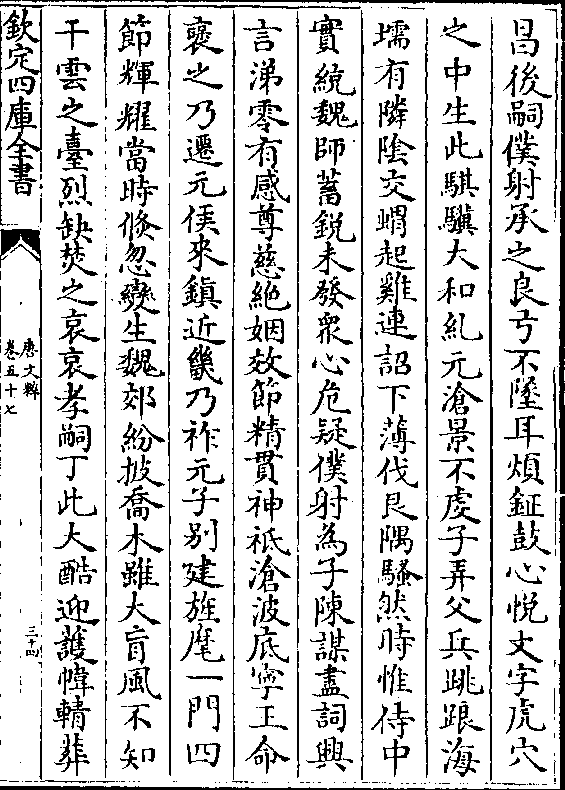 昌後嗣僕射承之良弓不墜耳煩鉦鼓心悅文字虎穴
之中生此騏驥大和紀元滄景不䖍子弄父兵跳踉海
壖有隣陰交蝟起雞連詔下薄伐艮隅騷然時惟侍中
實統魏師蓄鋭未發衆心危疑僕射為子陳謀盡詞興
言涕零有感尊慈絶姻效節精貫神祇滄波底寧王命
襃之乃遷元侯來鎮近畿乃祚元子別建旌麾一門四
節輝耀當時倐忽變生魏郊紛披喬木雖大盲風不知
干雲之臺烈缺焚之哀哀孝嗣丁此大酷迎護幃輤葬
欽定四庫全書
唐文粹
卷五十七
三十四